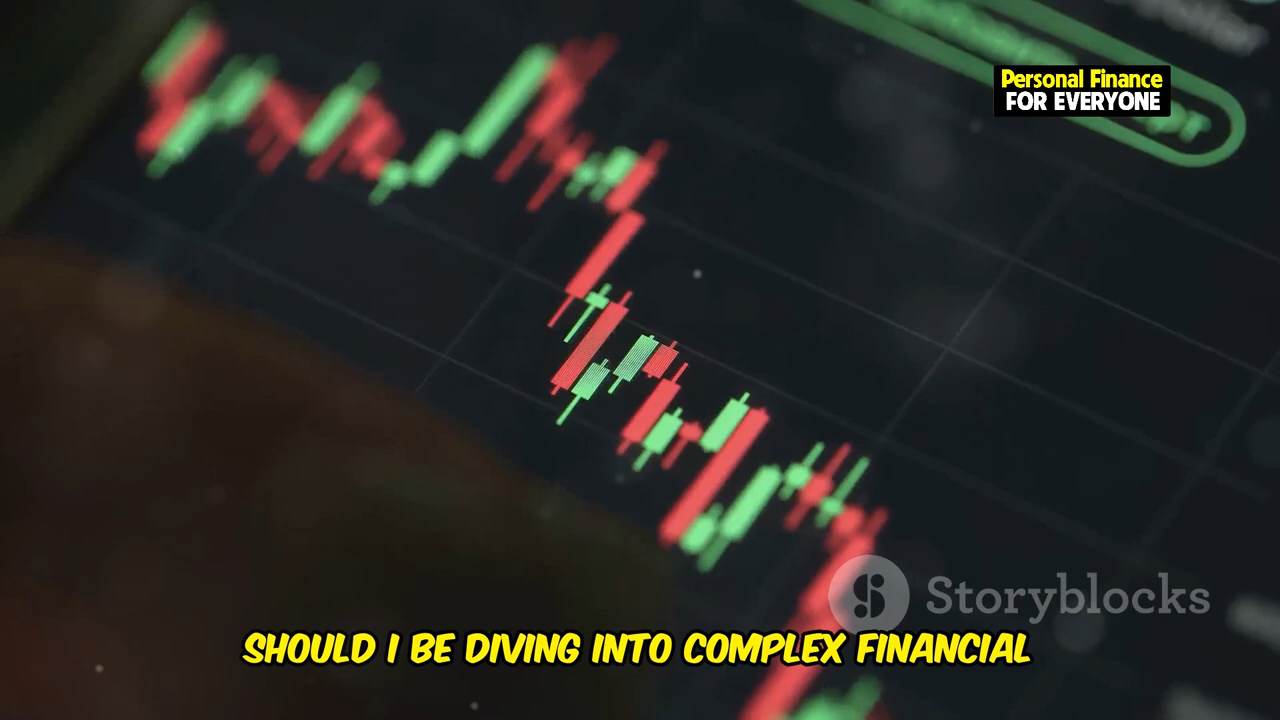 Personal Finance
FOR EVERYONE
Storyblocks
SHOULD I BE DIVING INTO COMPLEX FINANCIAL